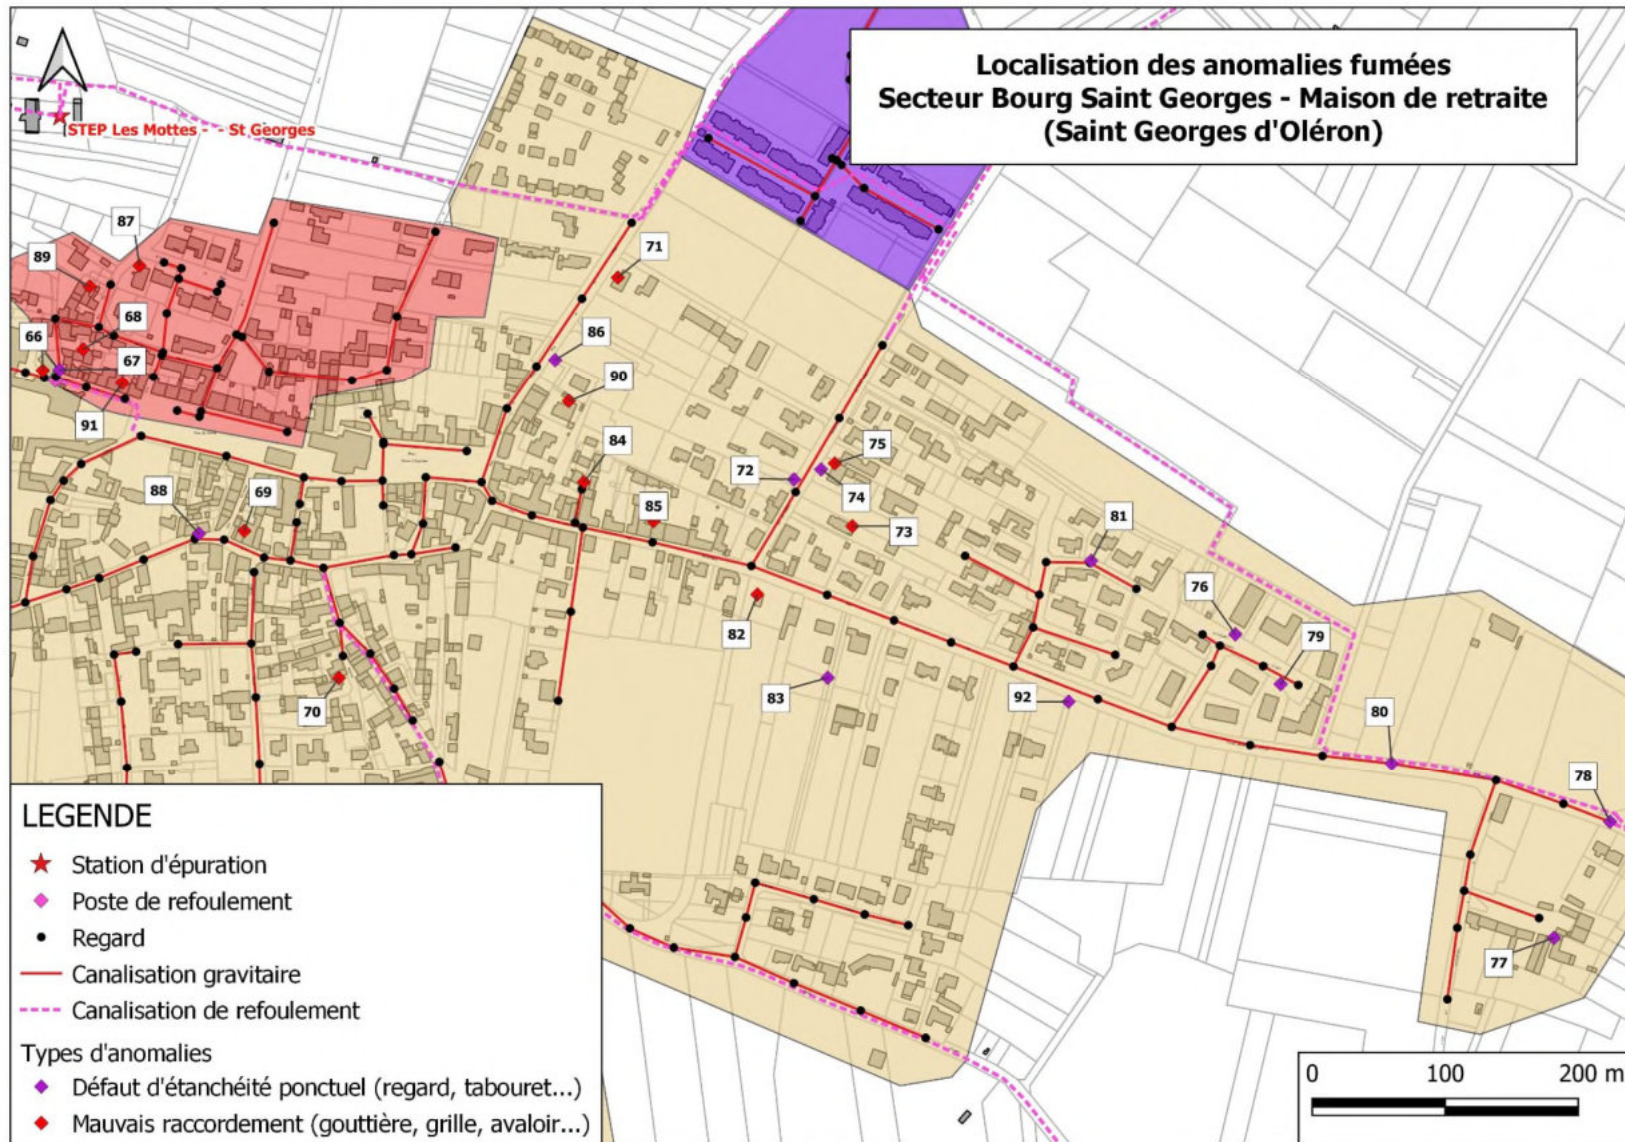 Localisation des anomalies fumées
Secteur Bourg Saint Georges - Maison de retraite
(Saint Georges d'Oléron)
STEP Les Mottes - - St Georges
87
89
71
68
66
86
67
90
91
84
75
72
88
69
85
74
81
73
76
82
79
70
83
92
80
78
77
LEGENDE
Station d'épuration
Poste de refoulement
Regard
Canalisation gravitaire
Canalisation de refoulement
Types d'anomalies
Défaut d'étanchéité ponctuel (regard, tabouret...)
Mauvais raccordement (gouttière, grille, avaloir...)
0 100 200 m